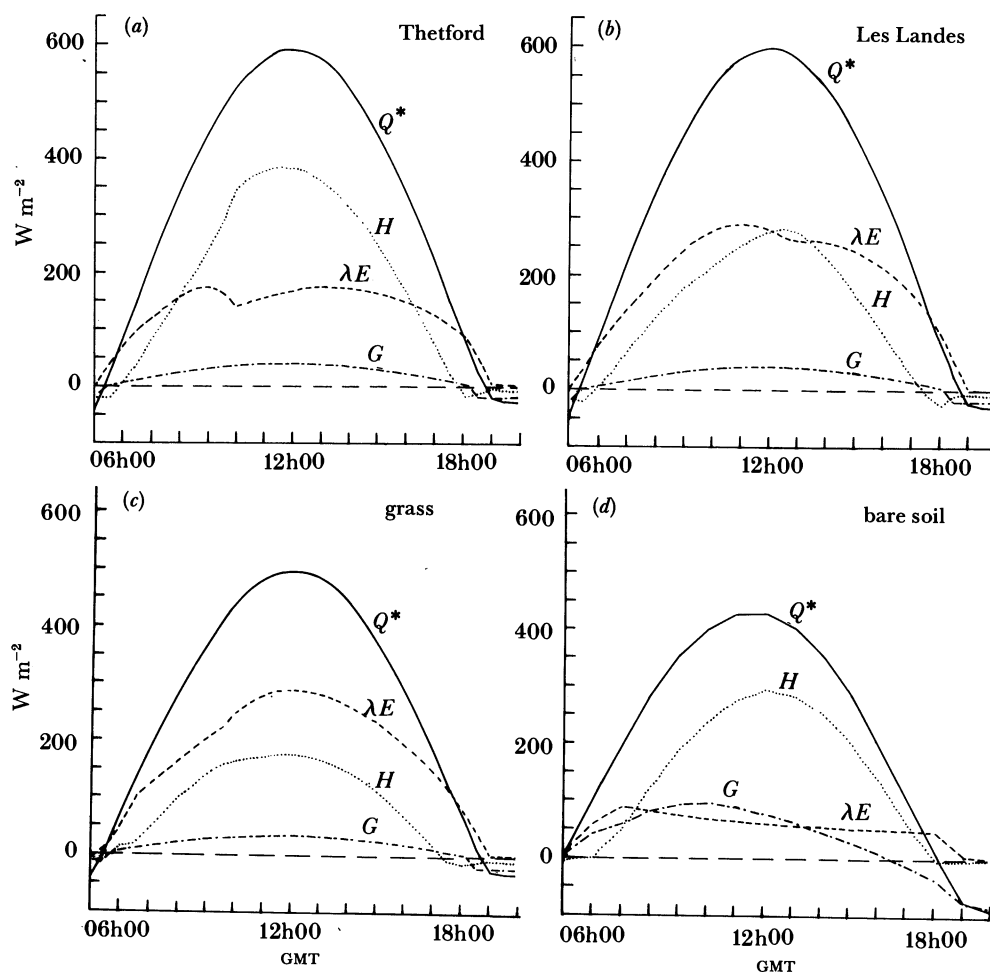 (a)
Thetford
600
400
200
0
W m⁻²
Q*
H
λE
G
06h00 12h00 18h00
(b)
Les Landes
600
400
200
0
Q*
λE
H
G
06h00 12h00 18h00
(c)
grass
600
400
200
0
W m⁻²
Q*
λE
H
G
06h00 12h00 18h00
GMT
(d)
bare soil
600
400
200
0
Q*
H
G
λE
06h00 12h00 18h00
GMT